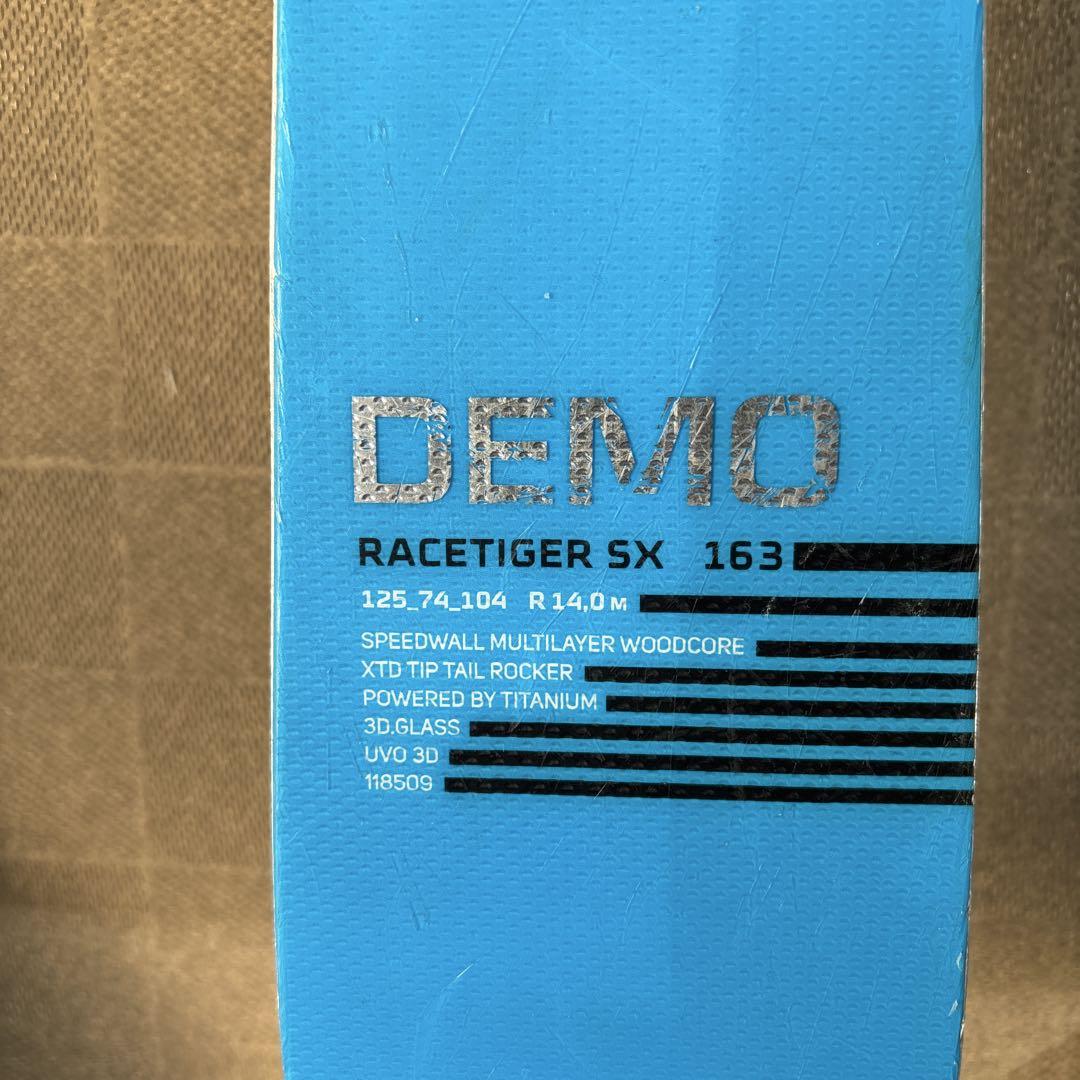 DEMO
RACETIGER SX 163
125_74_104 R 14,0 M
SPEEDWALL MULTILAYER WOODCORE
XTD TIP TAIL ROCKER
POWERED BY TITANIUM
3D.GLASS
UVO 3D
118509